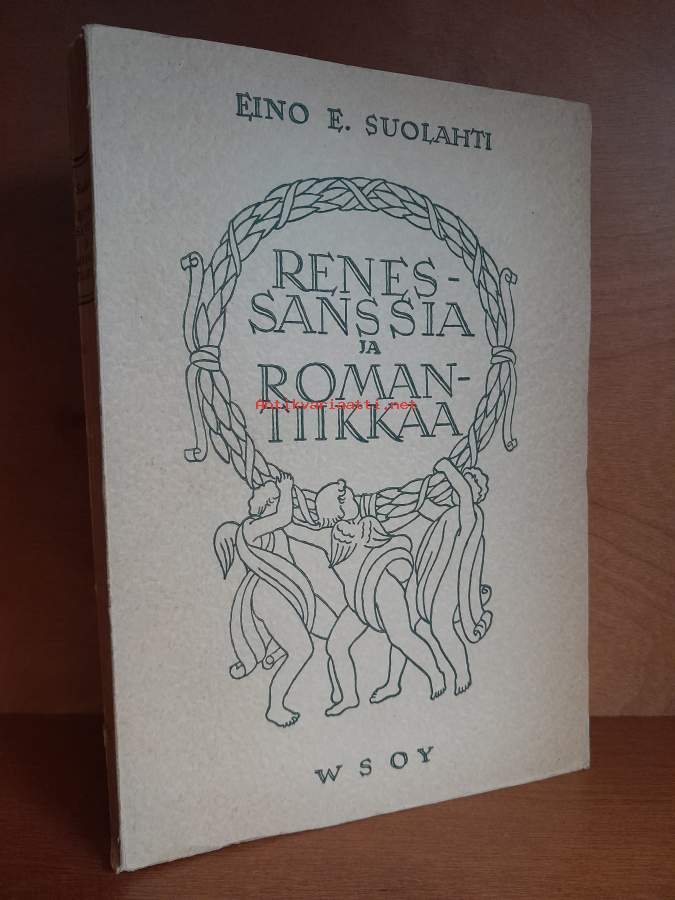 EINO E. SUOLAHTI
RENES-
SANSSIA
JA
ROMAN-
Antikvariaatti.net
TIIKKAA
WSOY